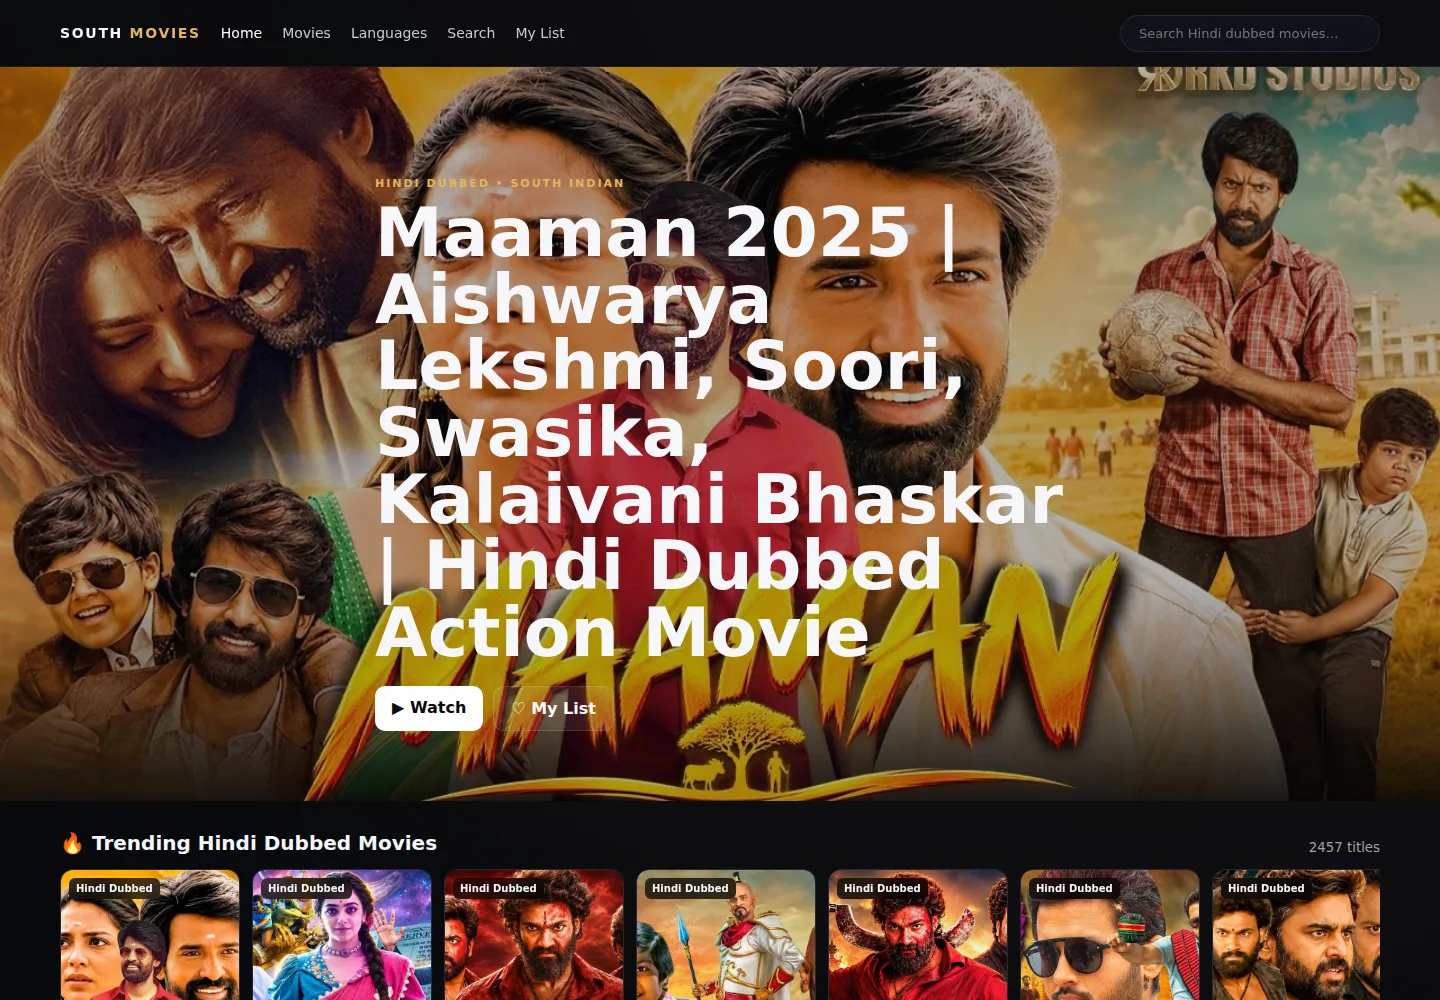 SOUTH MOVIES Home Movies Languages Search My List Search Hindi dubbed movies...
RKD STUDIOS
HINDI DUBBED • SOUTH INDIAN
Maaman 2025 |
Aishwarya
Lekshmi, Soori,
Swasika,
Kalaivani Bhaskar
| Hindi Dubbed
Action Movie
MAAMAN
▶ Watch ♡ My List
🔥 Trending Hindi Dubbed Movies 2457 titles
Hindi Dubbed Hindi Dubbed Hindi Dubbed Hindi Dubbed Hindi Dubbed Hindi Dubbed Hindi Dubbed